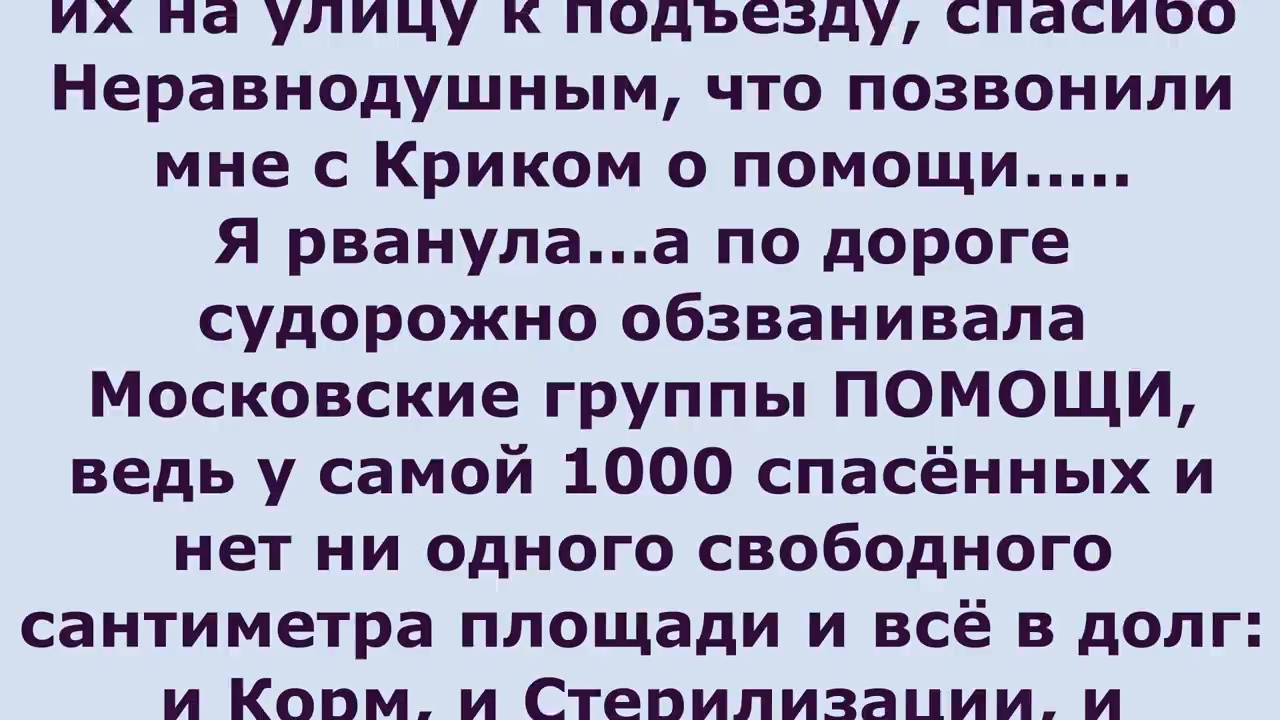 их на улицу к подъезду, спасибо
Неравнодушным, что позвонили
мне с Криком о помощи.....
Я рванула...а по дороге
судорожно обзванивала
Московские группы ПОМОЩИ,
ведь у самой 1000 спасённых и
нет ни одного свободного
сантиметра площади и всё в долг:
и Корм, и Стерилизации, и